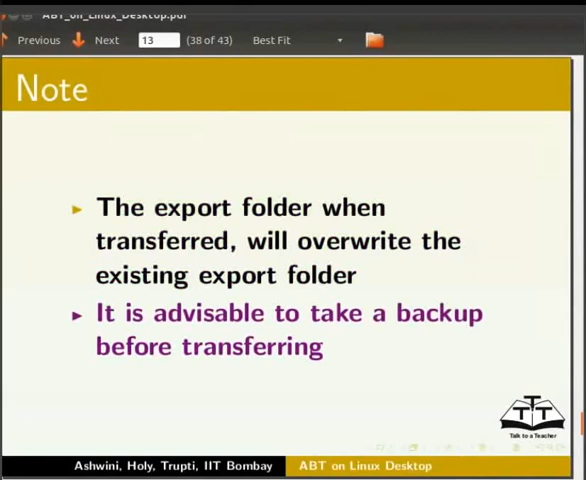 ABT_on_Linux_Desktop.pdf
Previous Next 13 (38 of 43) Best Fit
Note
The export folder when
transferred, will overwrite the
existing export folder
It is advisable to take a backup
before transferring
Talk to a Teacher
Ashwini, Holy, Trupti, IIT Bombay ABT on Linux Desktop